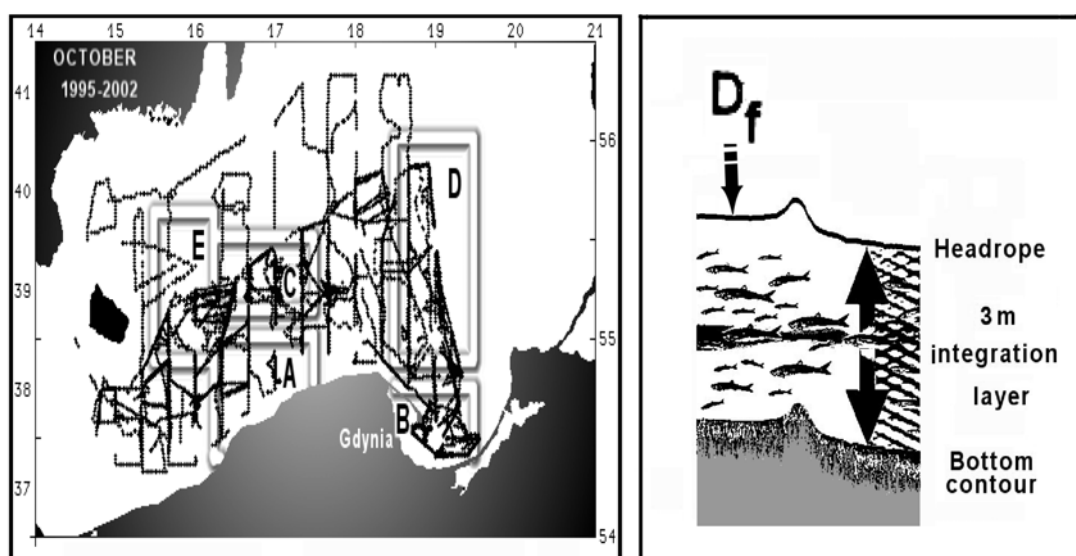 14 15 16 17 18 19 20 21
OCTOBER
1995-2002
41
40
39
38
37
56
55
54
D
E
C
A
B
Gdynia
Df
Headrope
3 m
integration
layer
Bottom
contour